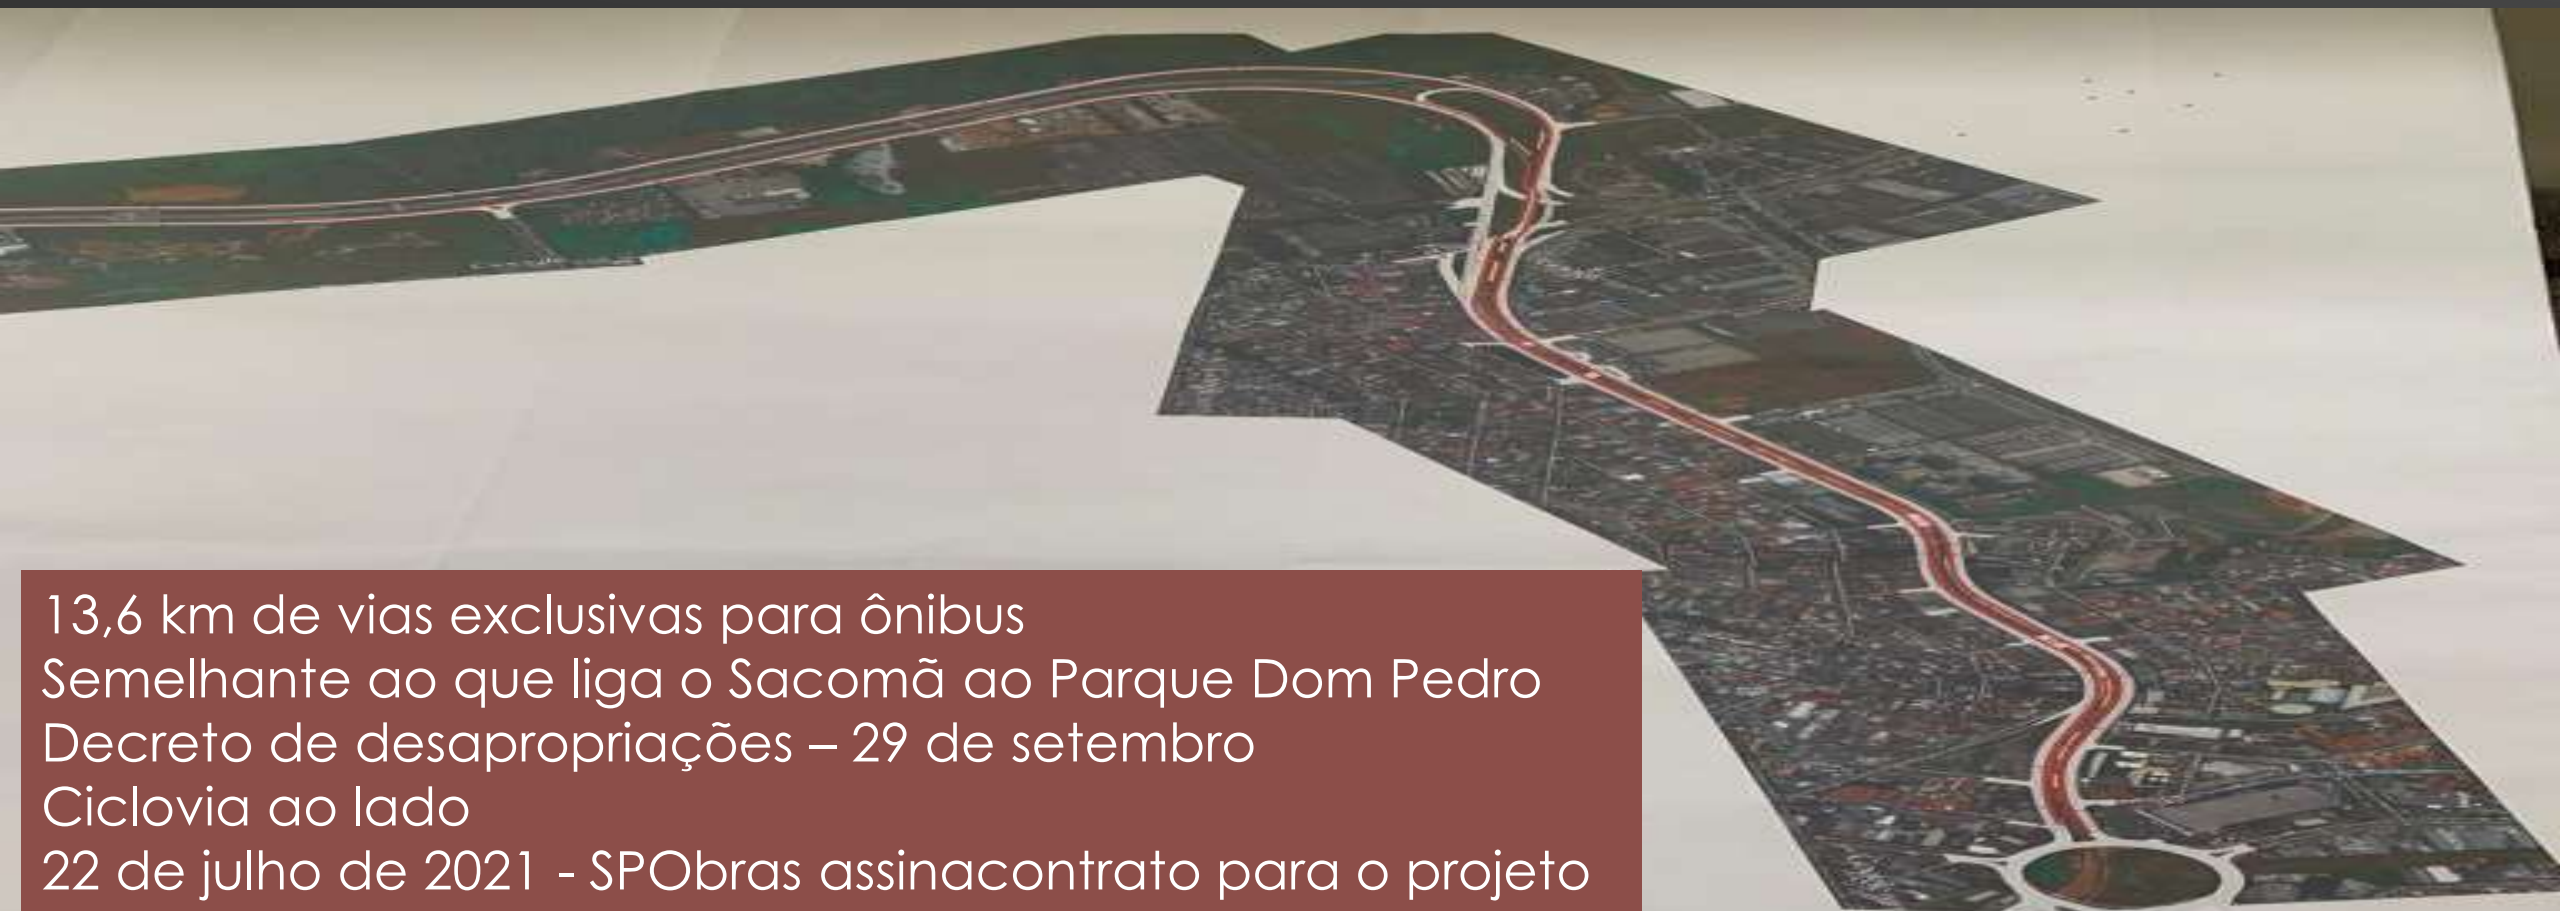 13,6 km de vias exclusivas para ônibus
Semelhante ao que liga o Sacomã ao Parque Dom Pedro
Decreto de desapropriações – 29 de setembro
Ciclovia ao lado
22 de julho de 2021 - SPObras assinacontrato para o projeto